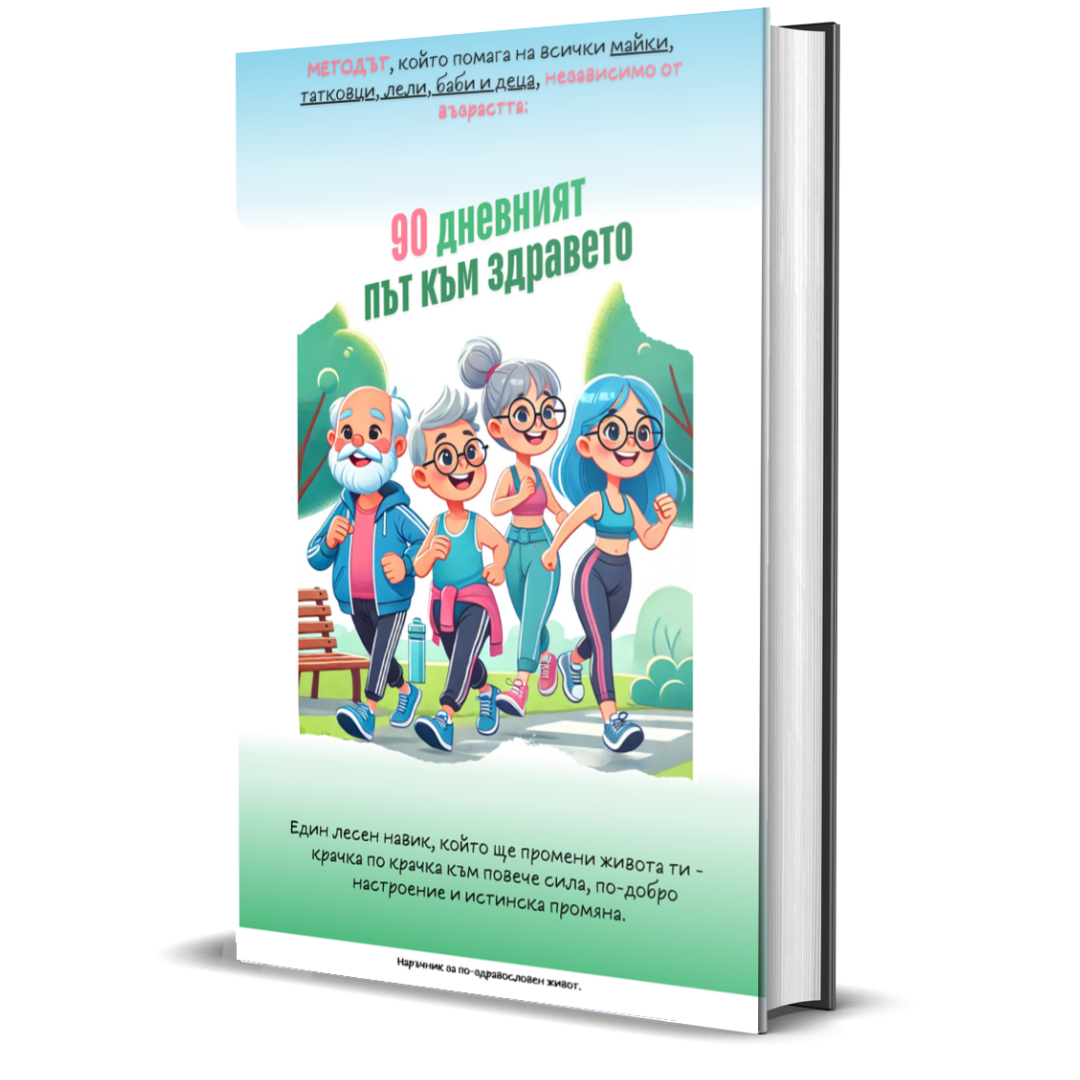 МЕТОДЪТ, който помага на всички майки,
татковци, лели, баби и деца, независимо от
възрастта:
90 дневният
път към здравето
Един лесен навик, който ще промени живота ти -
крачка по крачка към повече сила, по-добро
настроение и истинска промяна.
Наръчник за по-здравословен живот.